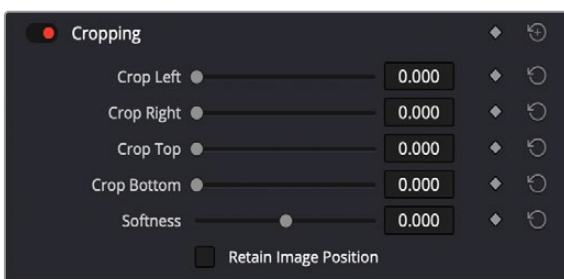 Cropping
Crop Left 0.000
Crop Right 0.000
Crop Top 0.000
Crop Bottom 0.000
Softness 0.000
Retain Image Position